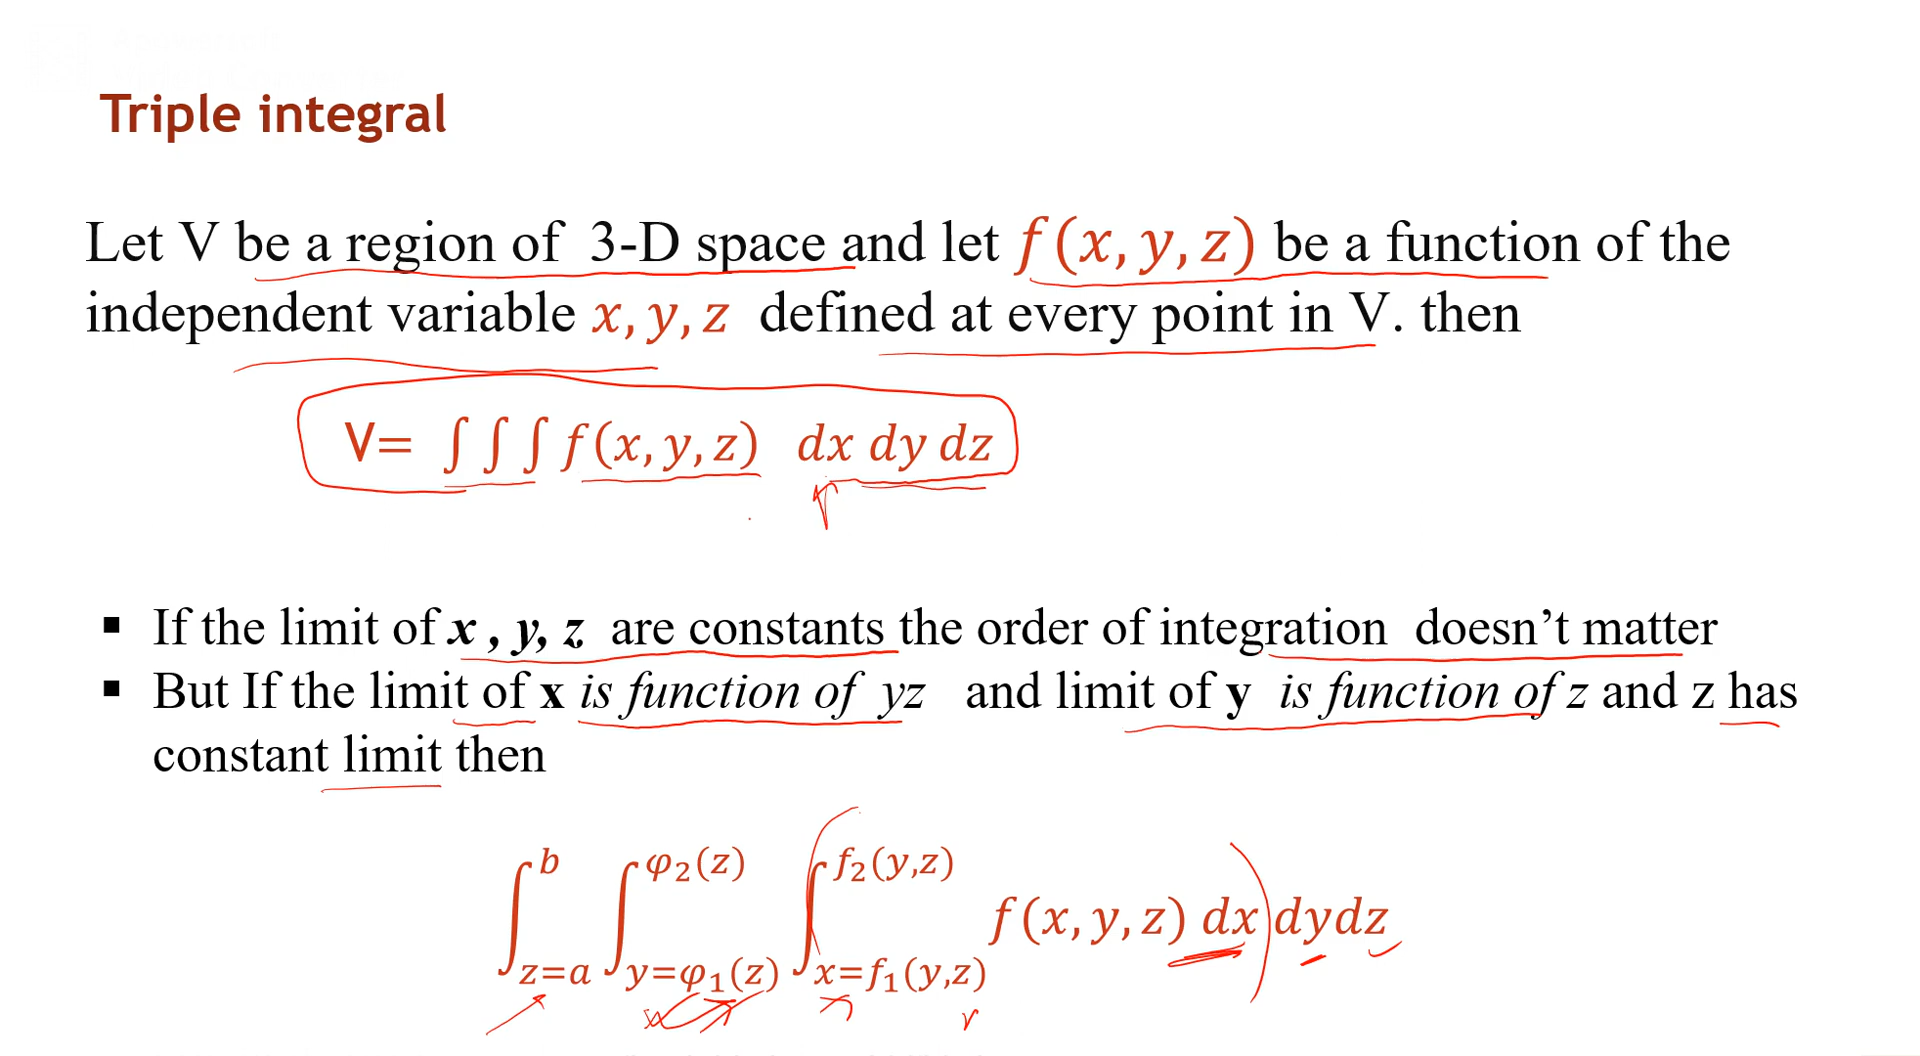 Triple integral
Let V be a region of 3-D space and let f(x, y, z) be a function of the
independent variable x, y, z defined at every point in V. then
V= ∫ ∫ ∫ f(x, y, z) dx dy dz
▪ If the limit of x , y, z are constants the order of integration doesn’t matter
▪ But If the limit of x is function of yz and limit of y is function of z and z has
constant limit then
∫_{z=a}^{b} ∫_{y=φ₁(z)}^{φ₂(z)} ∫_{x=f₁(y,z)}^{f₂(y,z)} f(x, y, z) dx dydz